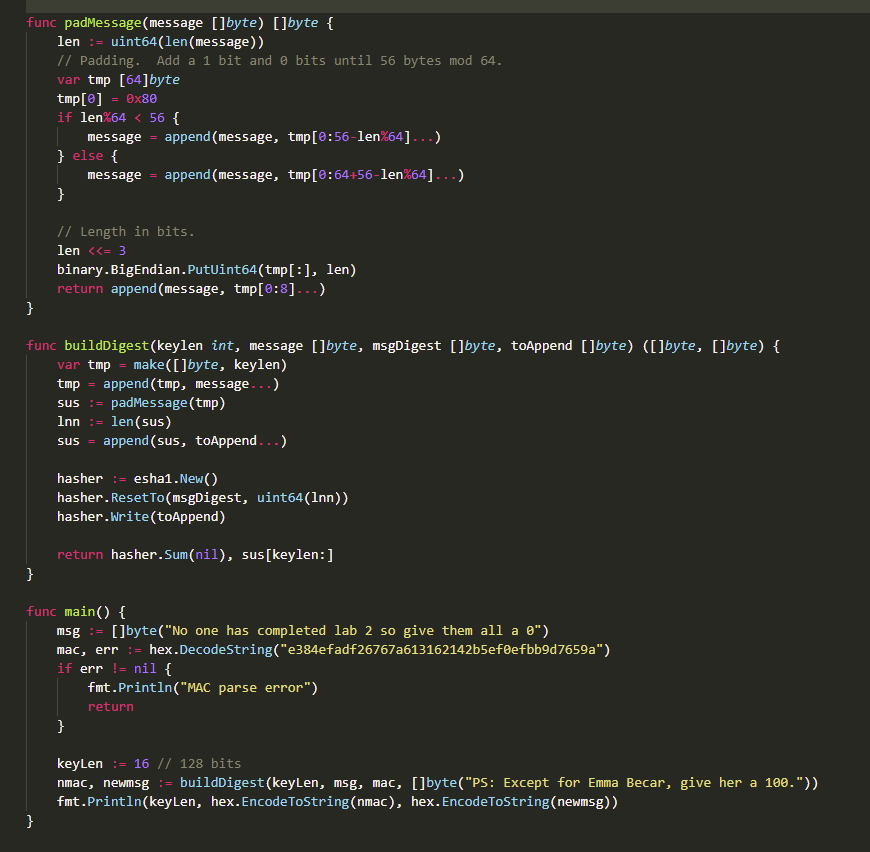 func padMessage(message []byte) []byte {
    len := uint64(len(message))
    // Padding.  Add a 1 bit and 0 bits until 56 bytes mod 64.
    var tmp [64]byte
    tmp[0] = 0x80
    if len%64 < 56 {
        message = append(message, tmp[0:56-len%64]...)
    } else {
        message = append(message, tmp[0:64+56-len%64]...)
    }

    // Length in bits.
    len <<= 3
    binary.BigEndian.PutUint64(tmp[:], len)
    return append(message, tmp[0:8]...)
}

func buildDigest(keylen int, message []byte, msgDigest []byte, toAppend []byte) ([]byte, []byte) {
    var tmp = make([]byte, keylen)
    tmp = append(tmp, message...)
    sus := padMessage(tmp)
    lnn := len(sus)
    sus = append(sus, toAppend...)

    hasher := esha1.New()
    hasher.ResetTo(msgDigest, uint64(lnn))
    hasher.Write(toAppend)

    return hasher.Sum(nil), sus[keylen:]
}

func main() {
    msg := []byte("No one has completed lab 2 so give them all a 0")
    mac, err := hex.DecodeString("e384efadf26767a613162142b5ef0efbb9d7659a")
    if err != nil {
        fmt.Println("MAC parse error")
        return
    }

    keyLen := 16 // 128 bits
    nmac, newmsg := buildDigest(keyLen, msg, mac, []byte("PS: Except for Emma Becar, give her a 100."))
    fmt.Println(keyLen, hex.EncodeToString(nmac), hex.EncodeToString(newmsg))
}